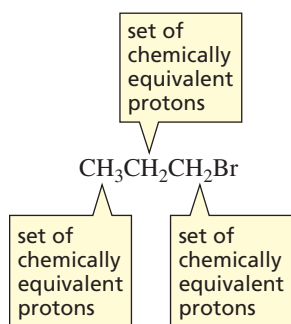 set of
chemically
equivalent
protons
CH₃CH₂CH₂Br
set of
chemically
equivalent
protons
set of
chemically
equivalent
protons